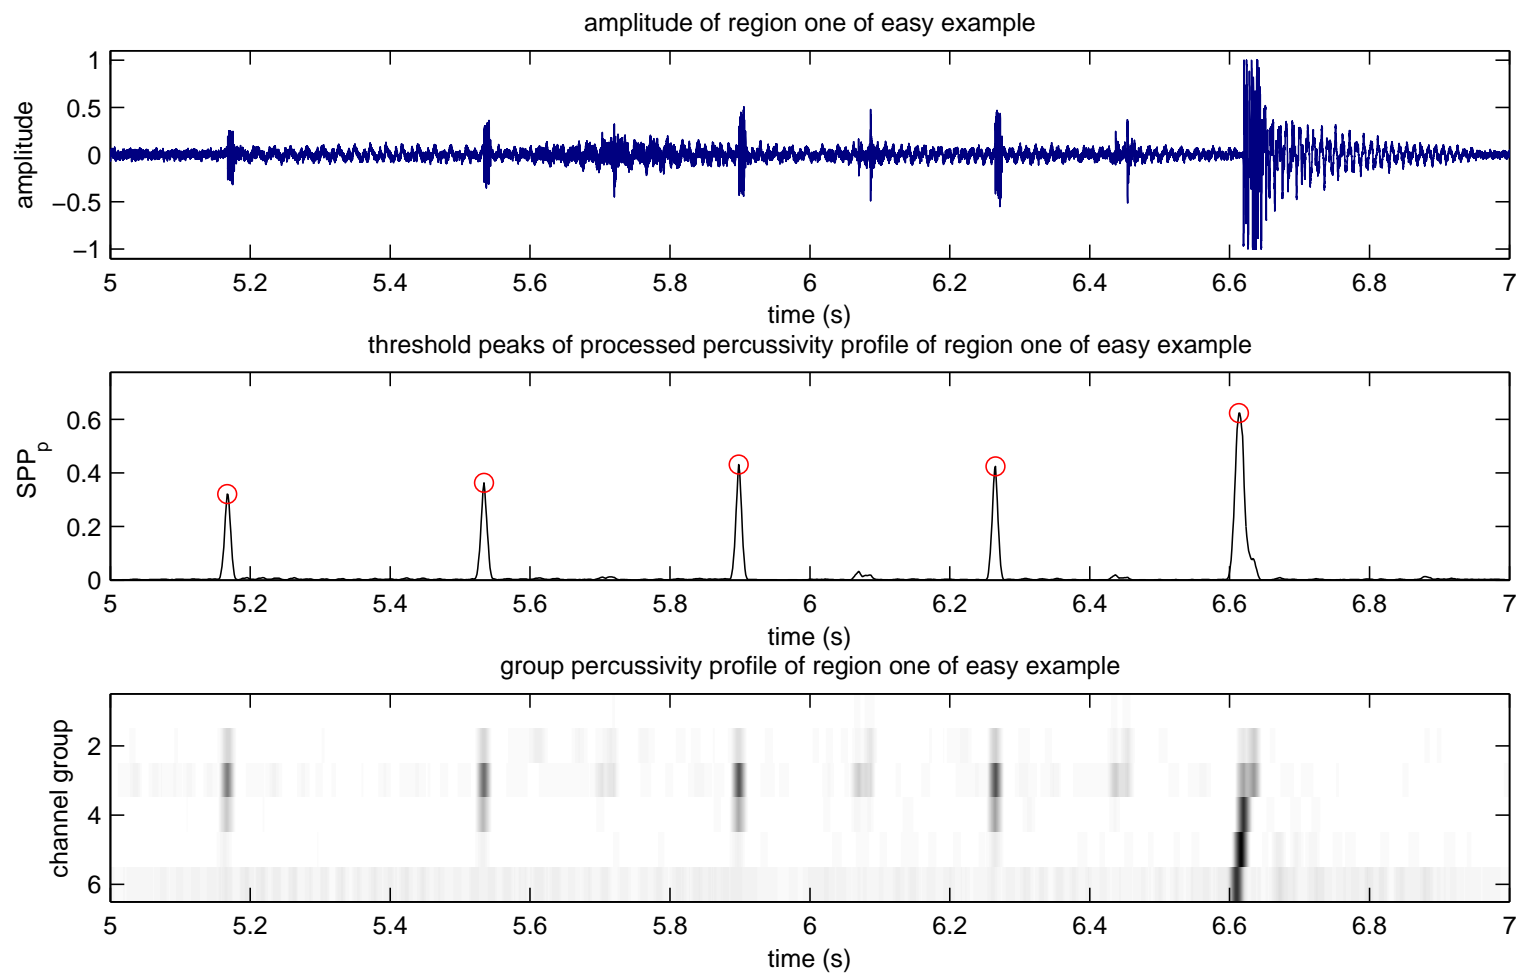 amplitude of region one of easy example
1
0.5
0
−0.5
−1
amplitude
5 5.2 5.4 5.6 5.8 6 6.2 6.4 6.6 6.8 7
time (s)
threshold peaks of processed percussivity profile of region one of easy example
0.6
0.4
0.2
0
SPPp
5 5.2 5.4 5.6 5.8 6 6.2 6.4 6.6 6.8 7
time (s)
group percussivity profile of region one of easy example
2
4
6
channel group
5 5.2 5.4 5.6 5.8 6 6.2 6.4 6.6 6.8 7
time (s)